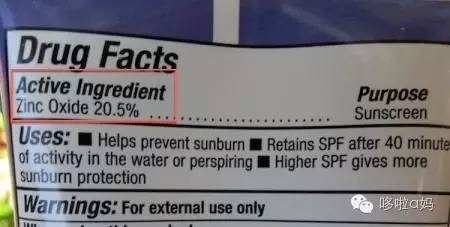 Drug Facts
Active Ingredient Purpose
Zinc Oxide 20.5% .......................... Sunscreen
Uses: ■ Helps prevent sunburn ■ Retains SPF after 40 minute
of activity in the water or perspiring ■ Higher SPF gives more
sunburn protection
Warnings: For external use only
哆啦α妈